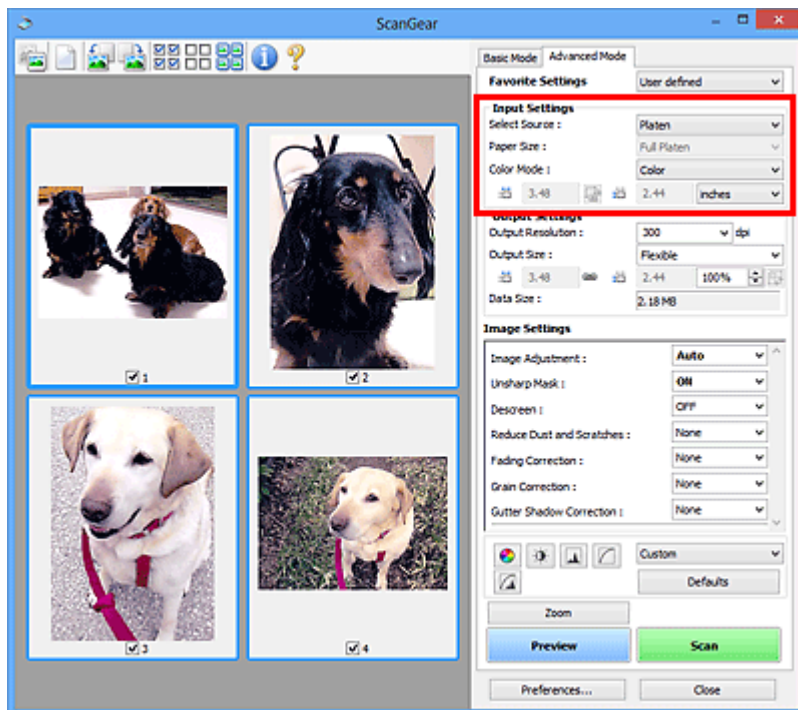 ScanGear
Basic Mode Advanced Mode
Favorite Settings User defined
Input Settings
Select Source : Platen
Paper Size : Full Platen
Color Mode : Color
3.48 2.44 inches
Output Settings
Output Resolution : 300 dpi
Output Size : Flexible
3.48 2.44 100%
Data Size : 2.18 MB
Image Settings
Image Adjustment : Auto
Unsharp Mask : ON
Descreen : OFF
Reduce Dust and Scratches : None
Fading Correction : None
Grain Correction : None
Gutter Shadow Correction : None
Custom
Defaults
Zoom
Preview Scan
Preferences... Close
1
2
3
4